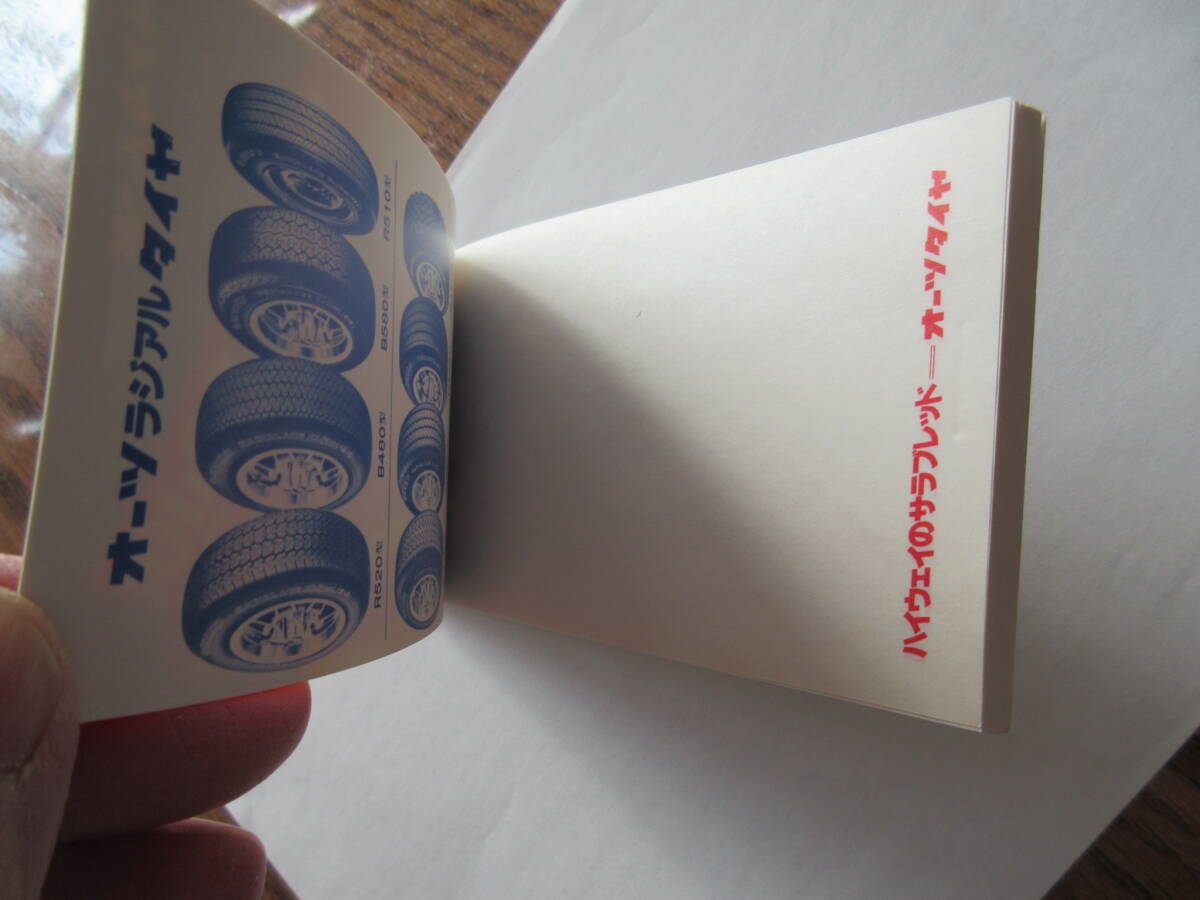 オーツラジアルタイヤ
R520型
B480型
B580型
R510型
ハイウェイのサラブレッド＝オーツタイヤ